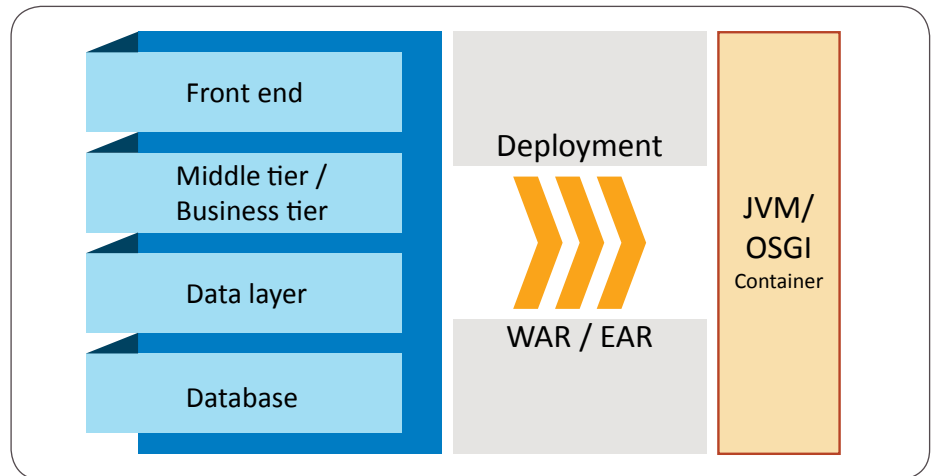 Front end
Middle tier /
Business tier
Data layer
Database
Deployment
WAR / EAR
JVM/
OSGI
Container